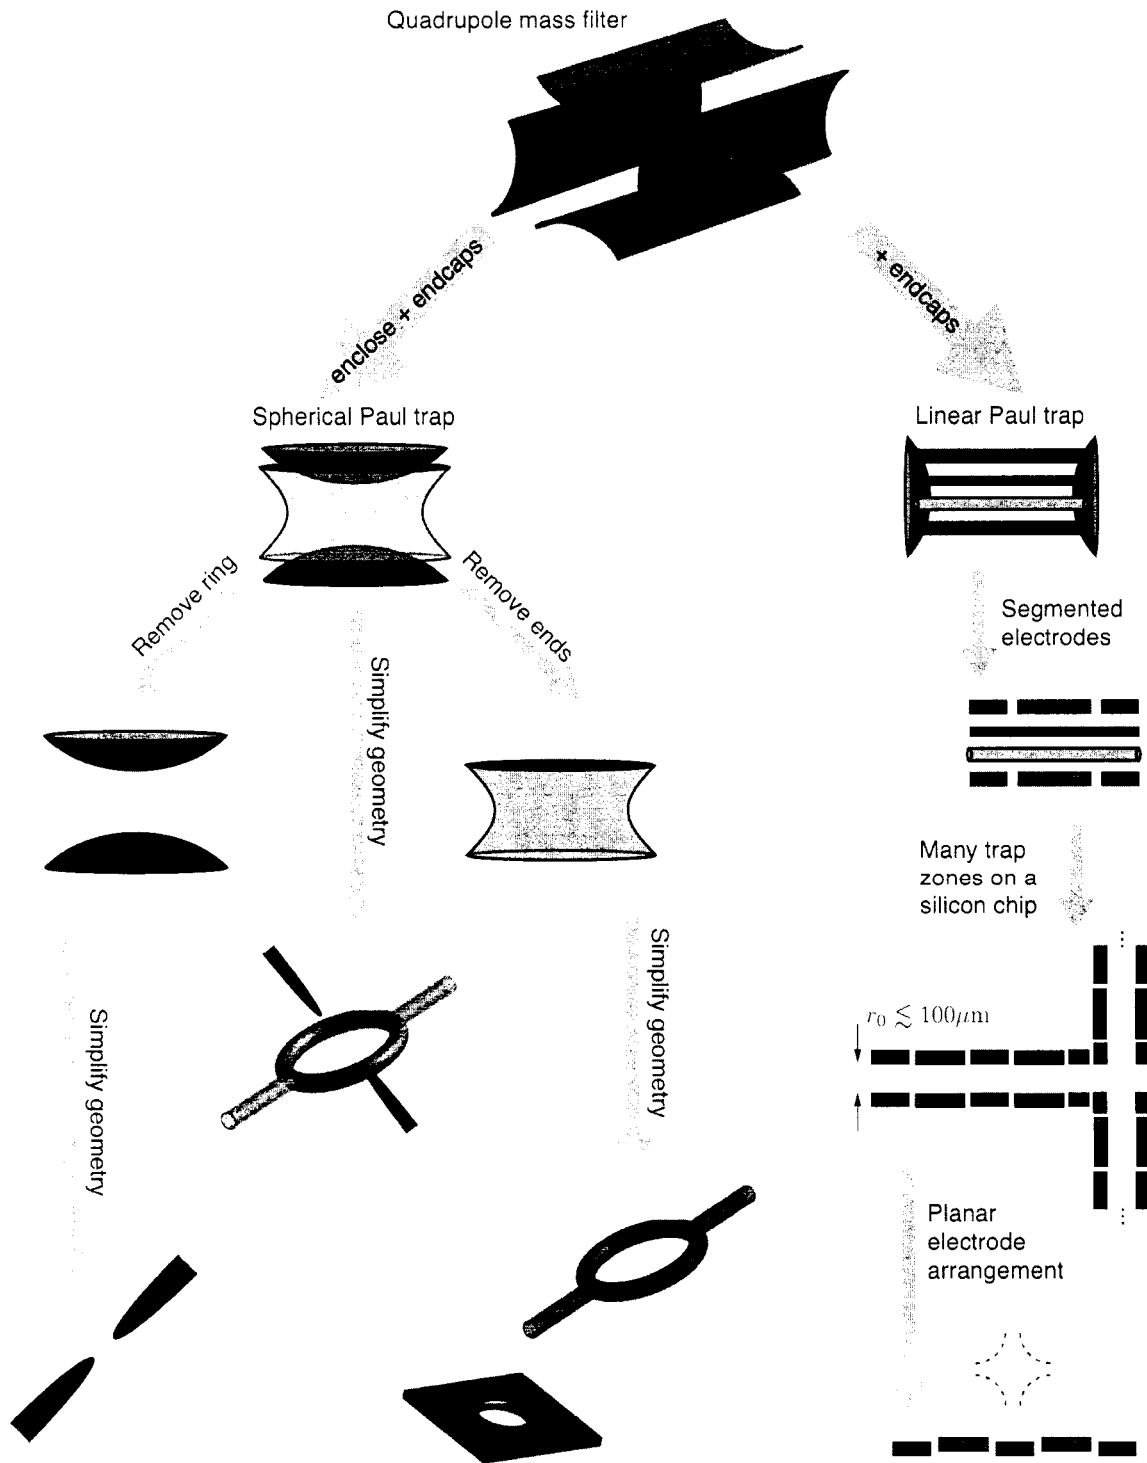 Quadrupole mass filter
enclose + endcaps
+ endcaps
Spherical Paul trap
Linear Paul trap
Remove ring
Simplify geometry
Remove ends
Segmented
electrodes
Many trap
zones on a
silicon chip
Simplify geometry
Simplify geometry
r₀ ≲ 100μm
...
...
Planar
electrode
arrangement